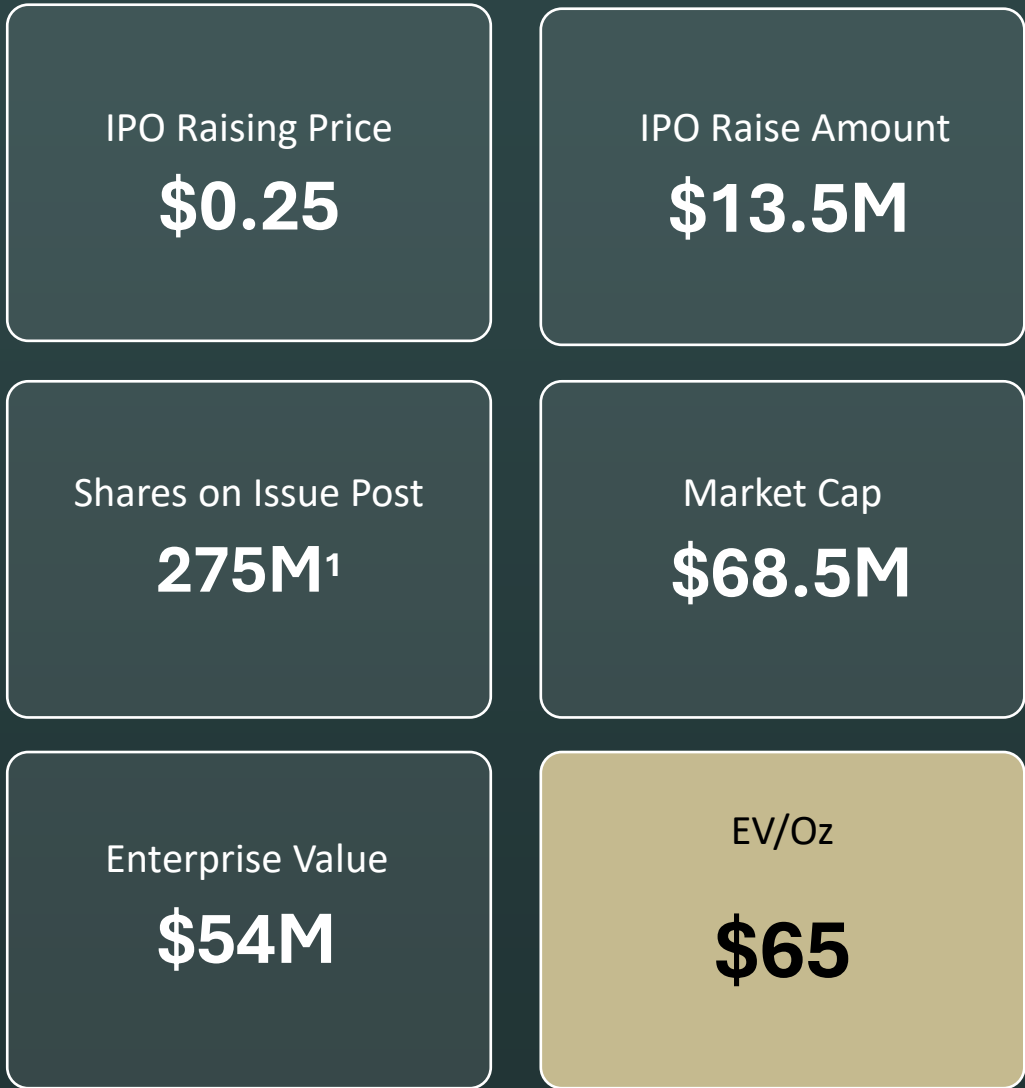 IPO Raising Price
$0.25
IPO Raise Amount
$13.5M
Shares on Issue Post
275M¹
Market Cap
$68.5M
Enterprise Value
$54M
EV/Oz
$65